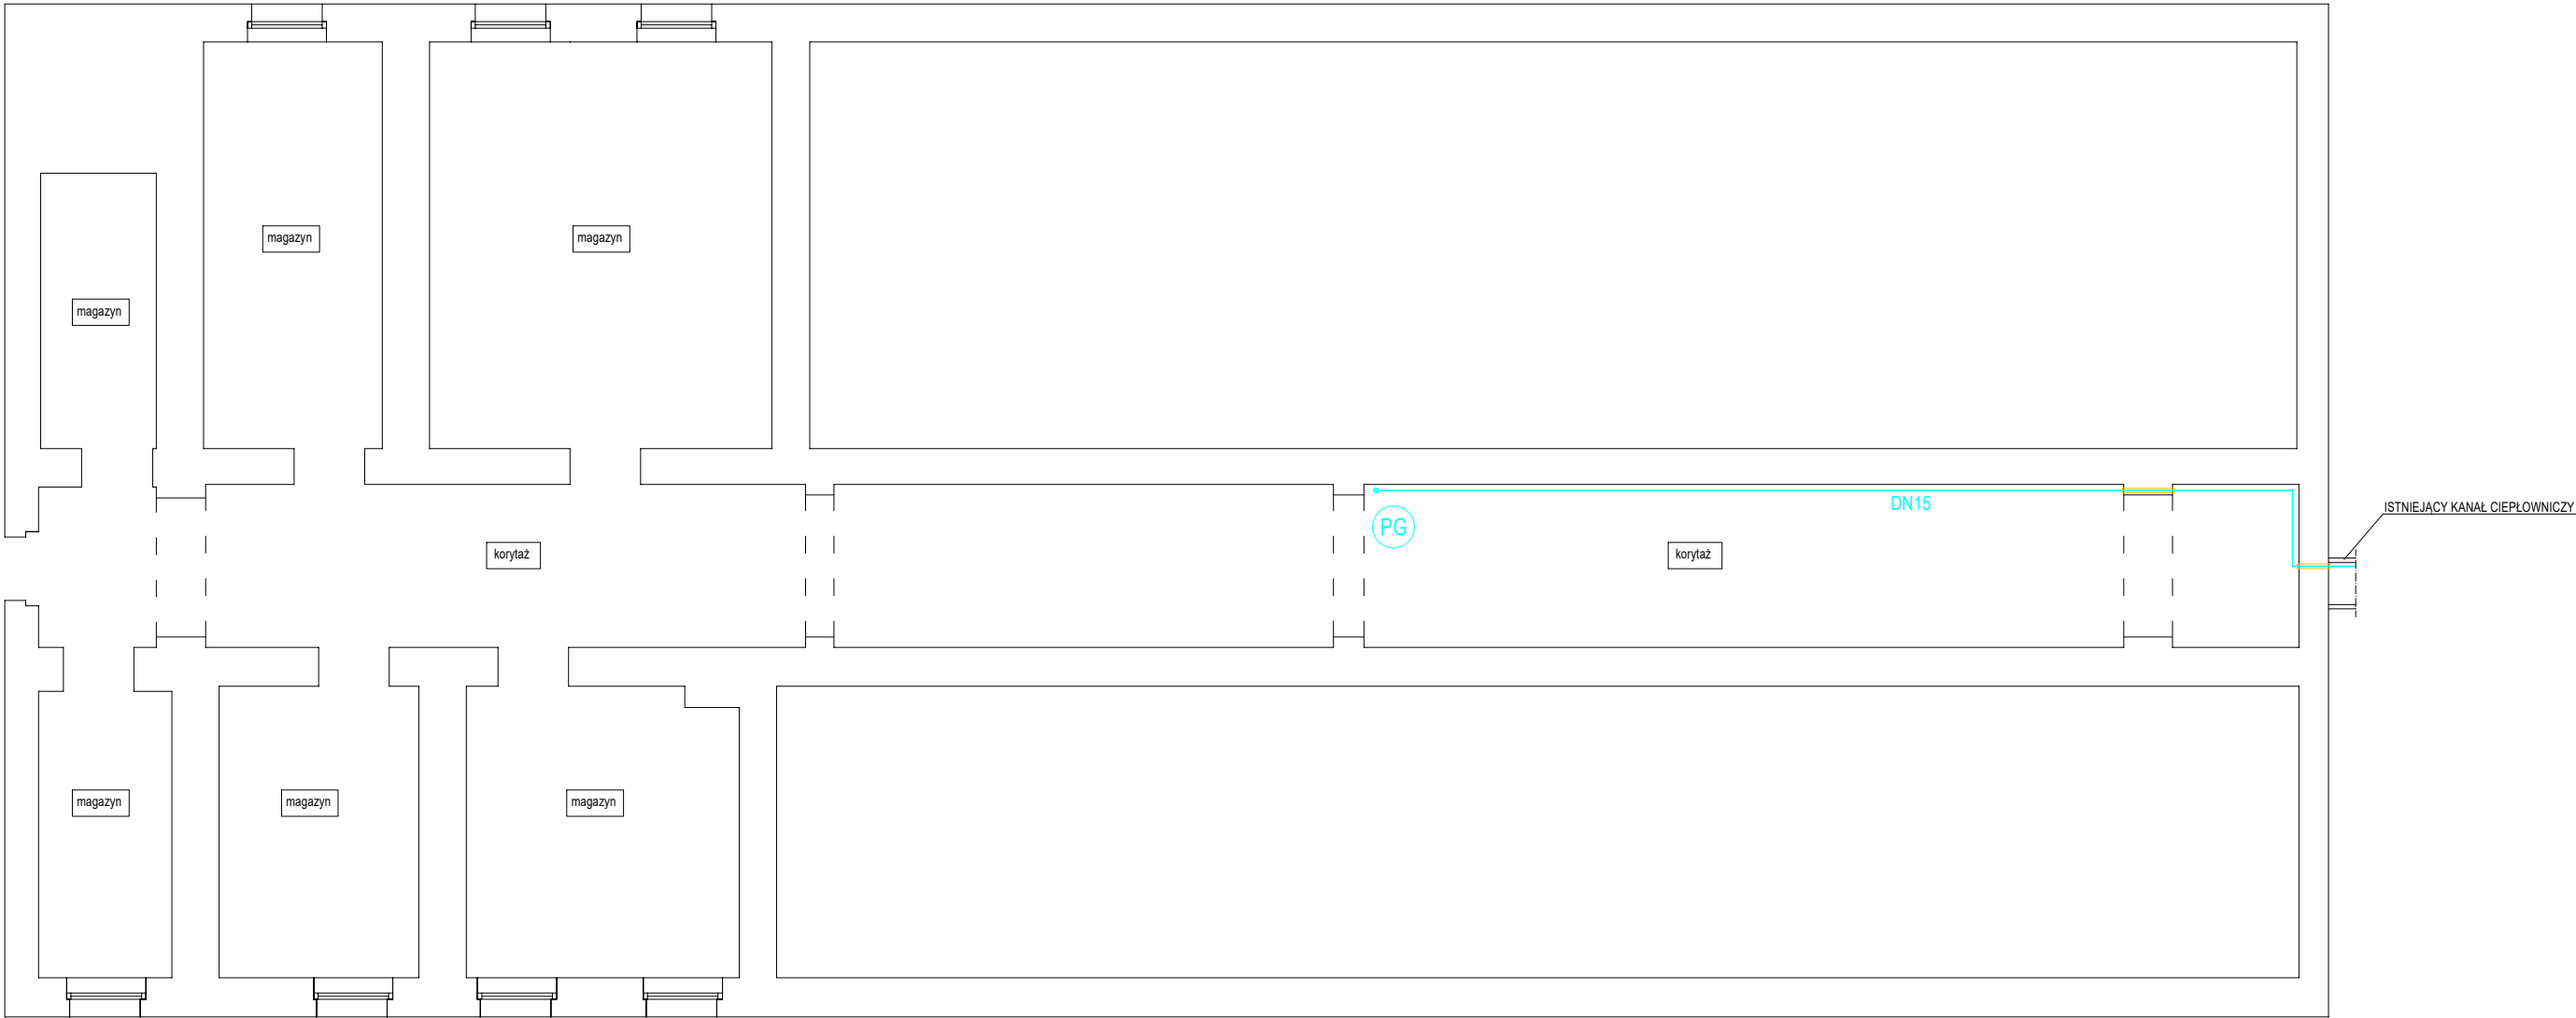 magazyn
magazyn
magazyn
DN15
ISTNIEJĄCY KANAŁ CIEPŁOWNICZY
PG
korytaż
korytaż
magazyn
magazyn
magazyn